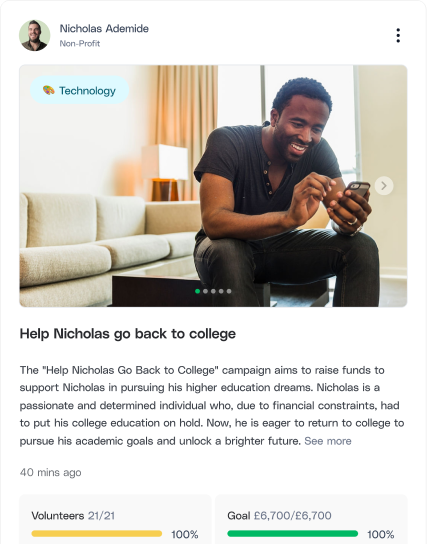 Nicholas Ademide
Non-Profit
Technology
Help Nicholas go back to college
The "Help Nicholas Go Back to College" campaign aims to raise funds to
support Nicholas in pursuing his higher education dreams. Nicholas is a
passionate and determined individual who, due to financial constraints, had
to put his college education on hold. Now, he is eager to return to college to
pursue his academic goals and unlock a brighter future. See more
40 mins ago
Volunteers 21/21
100%
Goal £6,700/£6,700
100%